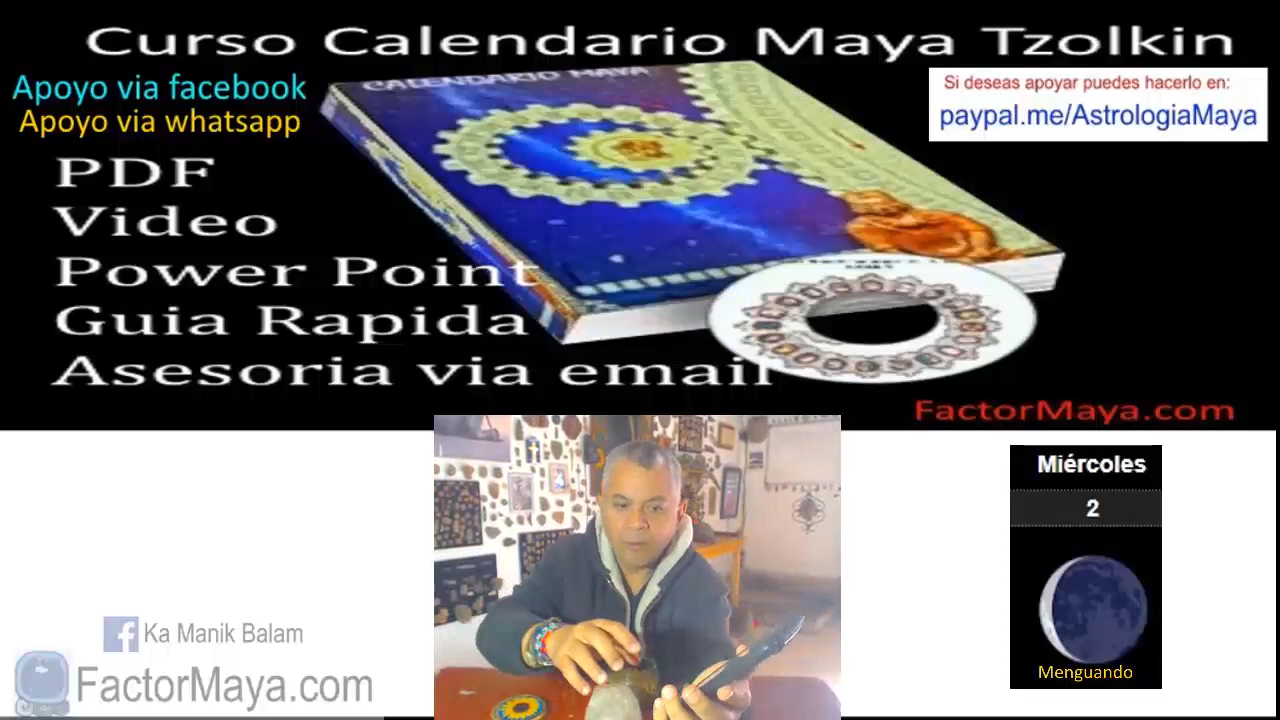 Curso Calendario Maya Tzolkin
Apoyo via facebook
Apoyo via whatsapp
CALENDARIO MAYA
Si deseas apoyar puedes hacerlo en:
paypal.me/AstrologiaMaya
PDF
Video
Power Point
Guia Rapida
Asesoria via email
FactorMaya.com
Miércoles
2
Menguando
Ka Manik Balam
FactorMaya.com